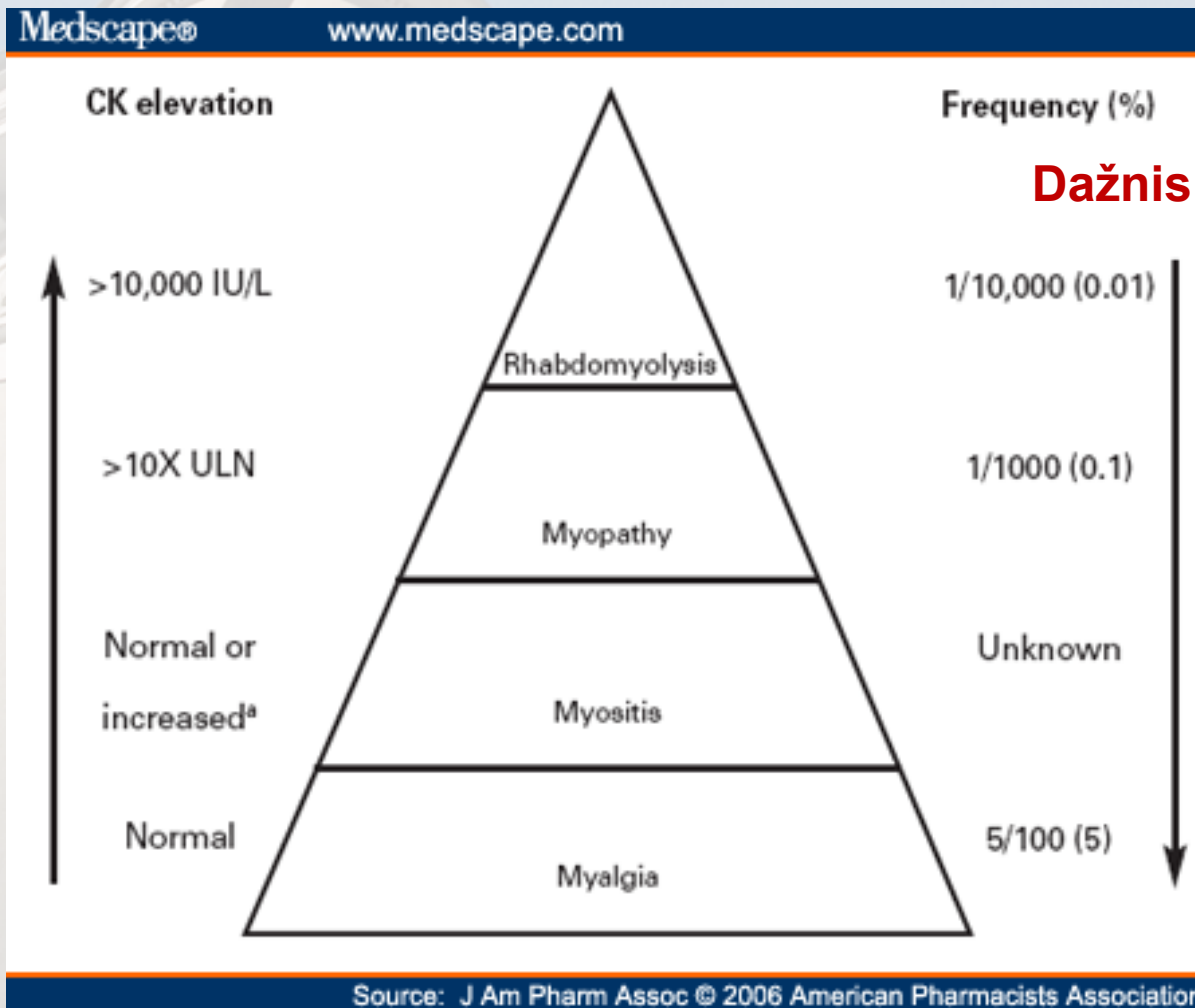 Medscape® www.medscape.com
CK elevation
Frequency (%)
Dažnis
>10,000 IU/L
1/10,000 (0.01)
Rhabdomyolysis
>10X ULN
1/1000 (0.1)
Myopathy
Normal or
increasedª
Unknown
Myositis
Normal
5/100 (5)
Myalgia
Source: J Am Pharm Assoc © 2006 American Pharmacists Association